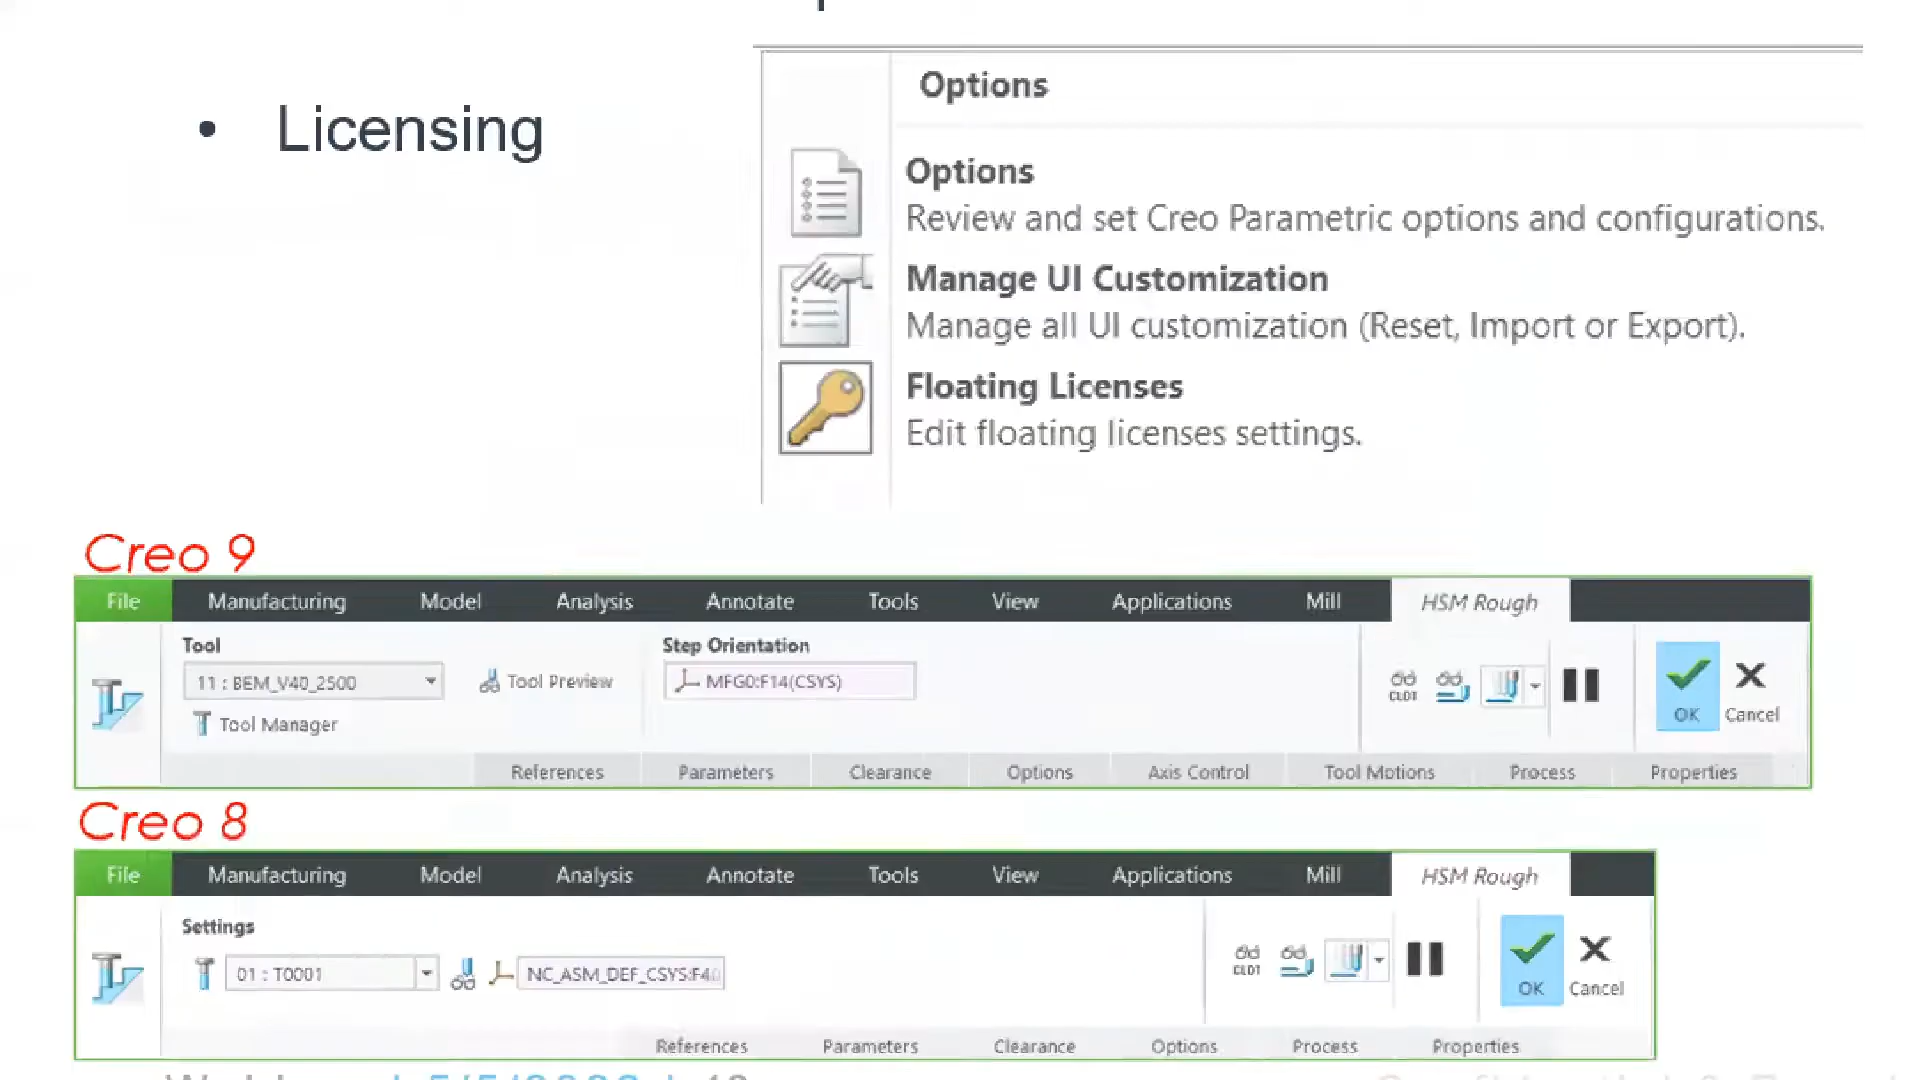 • Licensing
Options
Options
Review and set Creo Parametric options and configurations.
Manage UI Customization
Manage all UI customization (Reset, Import or Export).
Floating Licenses
Edit floating licenses settings.
Creo 9
File Manufacturing Model Analysis Annotate Tools View Applications Mill HSM Rough
Tool Step Orientation
11 : BEM_V40_2500 Tool Preview MFG0:F14(CSYS)
CLDT
Tool Manager OK Cancel
References Parameters Clearance Options Axis Control Tool Motions Process Properties
Creo 8
File Manufacturing Model Analysis Annotate Tools View Applications Mill HSM Rough
Settings
01 : T0001 NC_ASM_DEF_CSYS:F4
CLDT
OK Cancel
References Parameters Clearance Options Process Properties